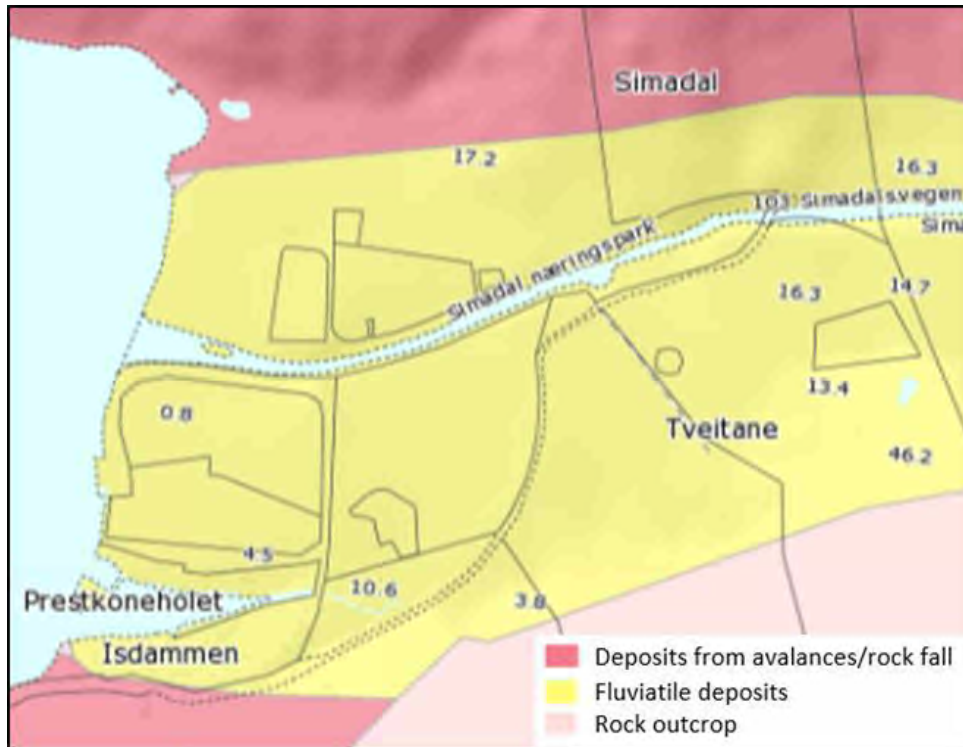 Simadal
17.2
16.3
103 Simadalsvegen
Sima
Simadal næringspark
16.3
14.7
13.4
0.8
Tveitane
46.2
4.5
10.6
3.8
Prestkoneholet
Isdammen
Deposits from avalances/rock fall
Fluviatile deposits
Rock outcrop